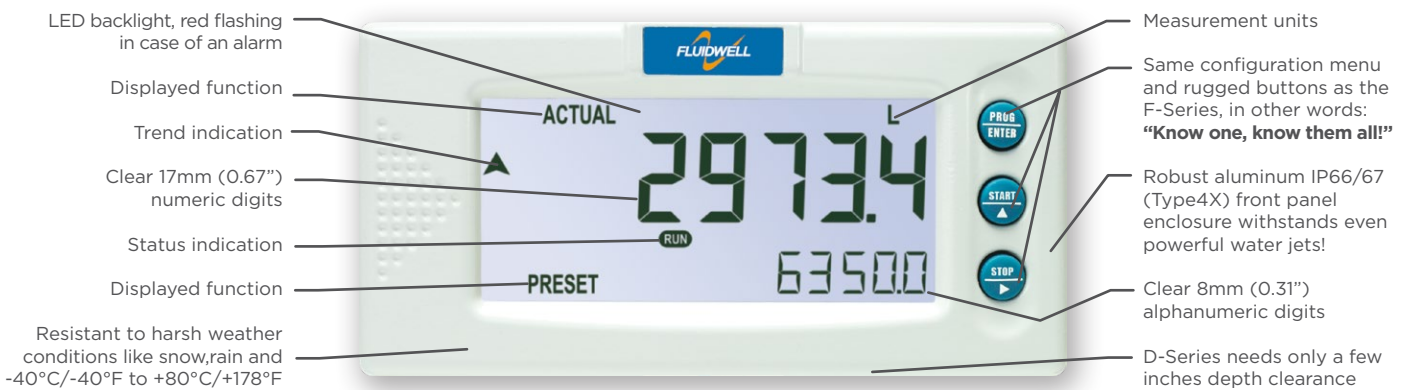 LED backlight, red flashing
in case of an alarm
Displayed function
Trend indication
Clear 17mm (0.67”)
numeric digits
Status indication
Displayed function
Resistant to harsh weather
conditions like snow,rain and
-40°C/-40°F to +80°C/+178°F
FLUIDWELL
ACTUAL
L
2973.4
RUN
PRESET
6350.0
PROG
ENTER
START
STOP
Measurement units
Same configuration menu
and rugged buttons as the
F-Series, in other words:
“Know one, know them all!”
Robust aluminum IP66/67
(Type4X) front panel
enclosure withstands even
powerful water jets!
Clear 8mm (0.31”)
alphanumeric digits
D-Series needs only a few
inches depth clearance